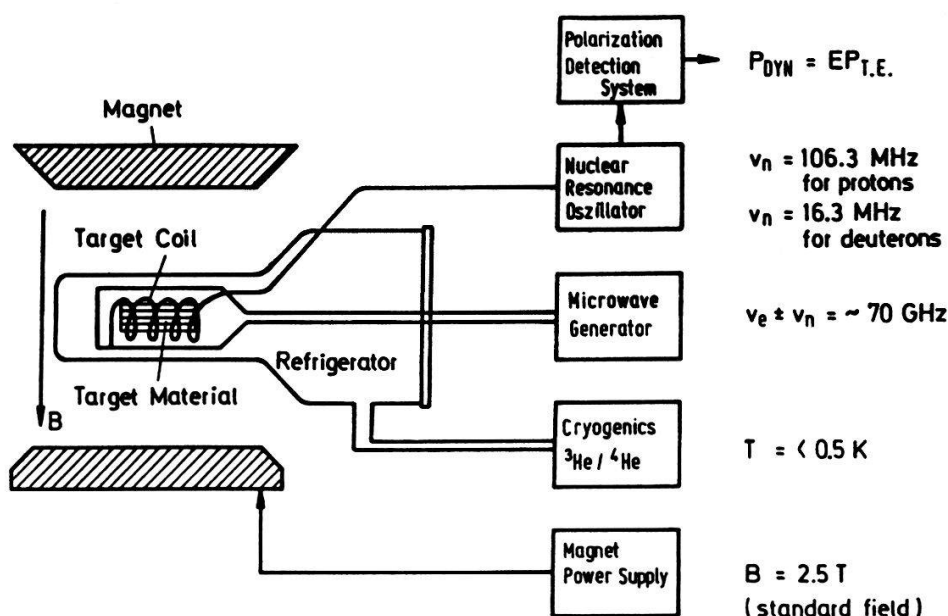 Polarization
Detection
System
P_DYN = EP_T.E.
Magnet
Nuclear
Resonance
Oszillator
ν_n = 106.3 MHz
for protons
ν_n = 16.3 MHz
for deuterons
Target Coil
Microwave
Generator
ν_e ± ν_n = ~ 70 GHz
Refrigerator
Target Material
B
Cryogenics
³He / ⁴He
T = < 0.5 K
Magnet
Power Supply
B = 2.5 T
(standard field)